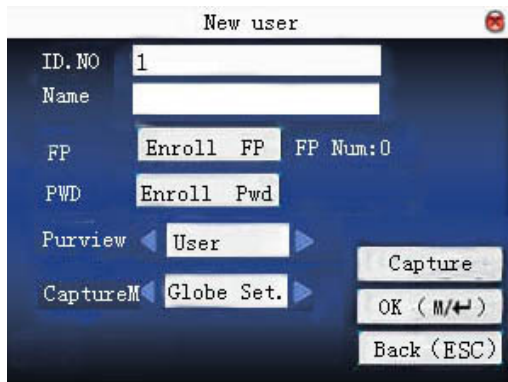 New user
ID.NO 1
Name
FP Enroll FP FP Num:0
PWD Enroll Pwd
Purview User
CaptureM Globe Set.
Capture
OK (M/↵)
Back (ESC)